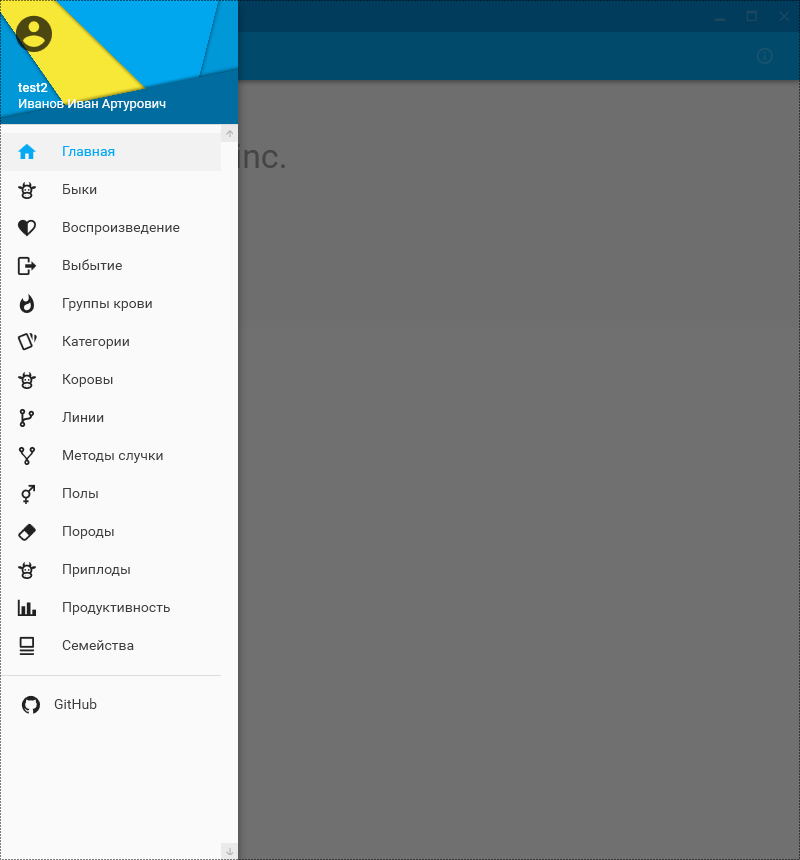 test2
Иванов Иван Артурович
inc.
Главная
Быки
Воспроизведение
Выбытие
Группы крови
Категории
Коровы
Линии
Методы случки
Полы
Породы
Приплоды
Продуктивность
Семейства
GitHub